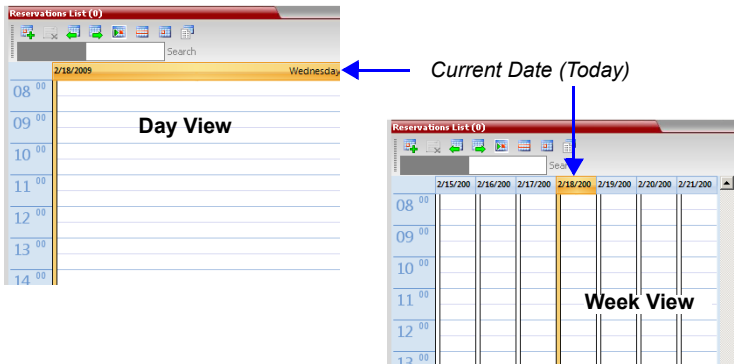 Reservations List (0)
Search
2/18/2009 Wednesday
08 00
09 00
10 00
11 00
12 00
13 00
14 00
Day View
Current Date (Today)
Reservations List (0)
2/15/200 2/16/200 2/17/200 2/18/200 2/19/200 2/20/200 2/21/200
08 00
09 00
10 00
11 00
12 00
13 00
Week View